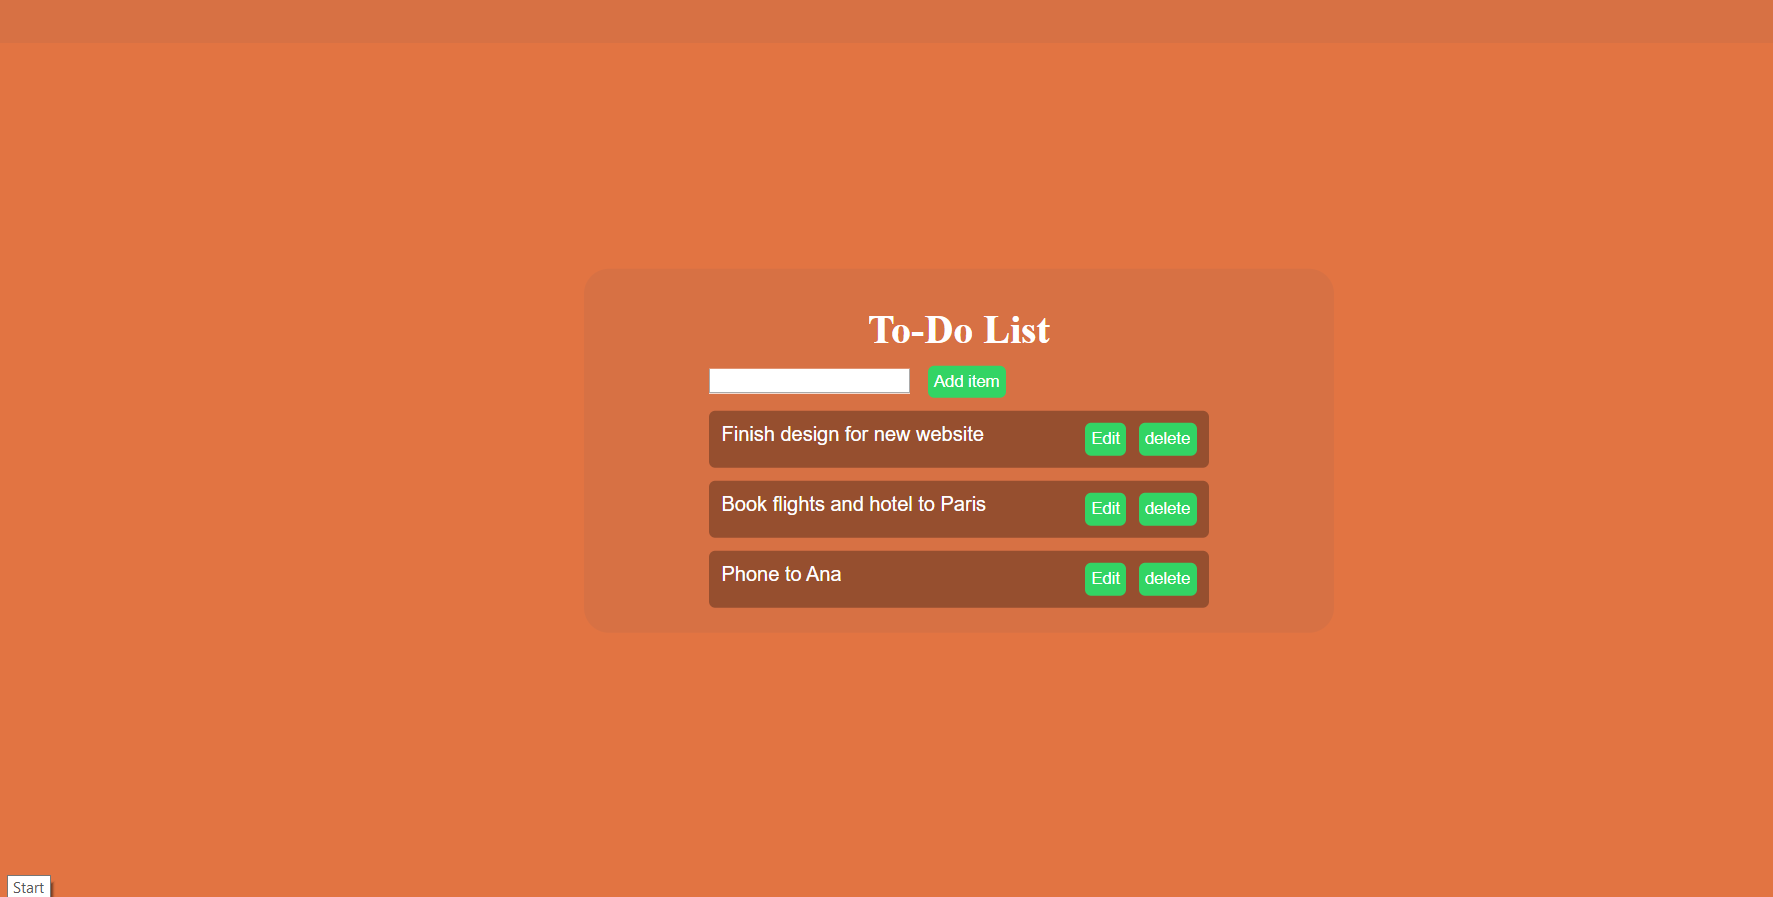 To-Do List
Add item
Finish design for new website Edit delete
Book flights and hotel to Paris Edit delete
Phone to Ana Edit delete
Start